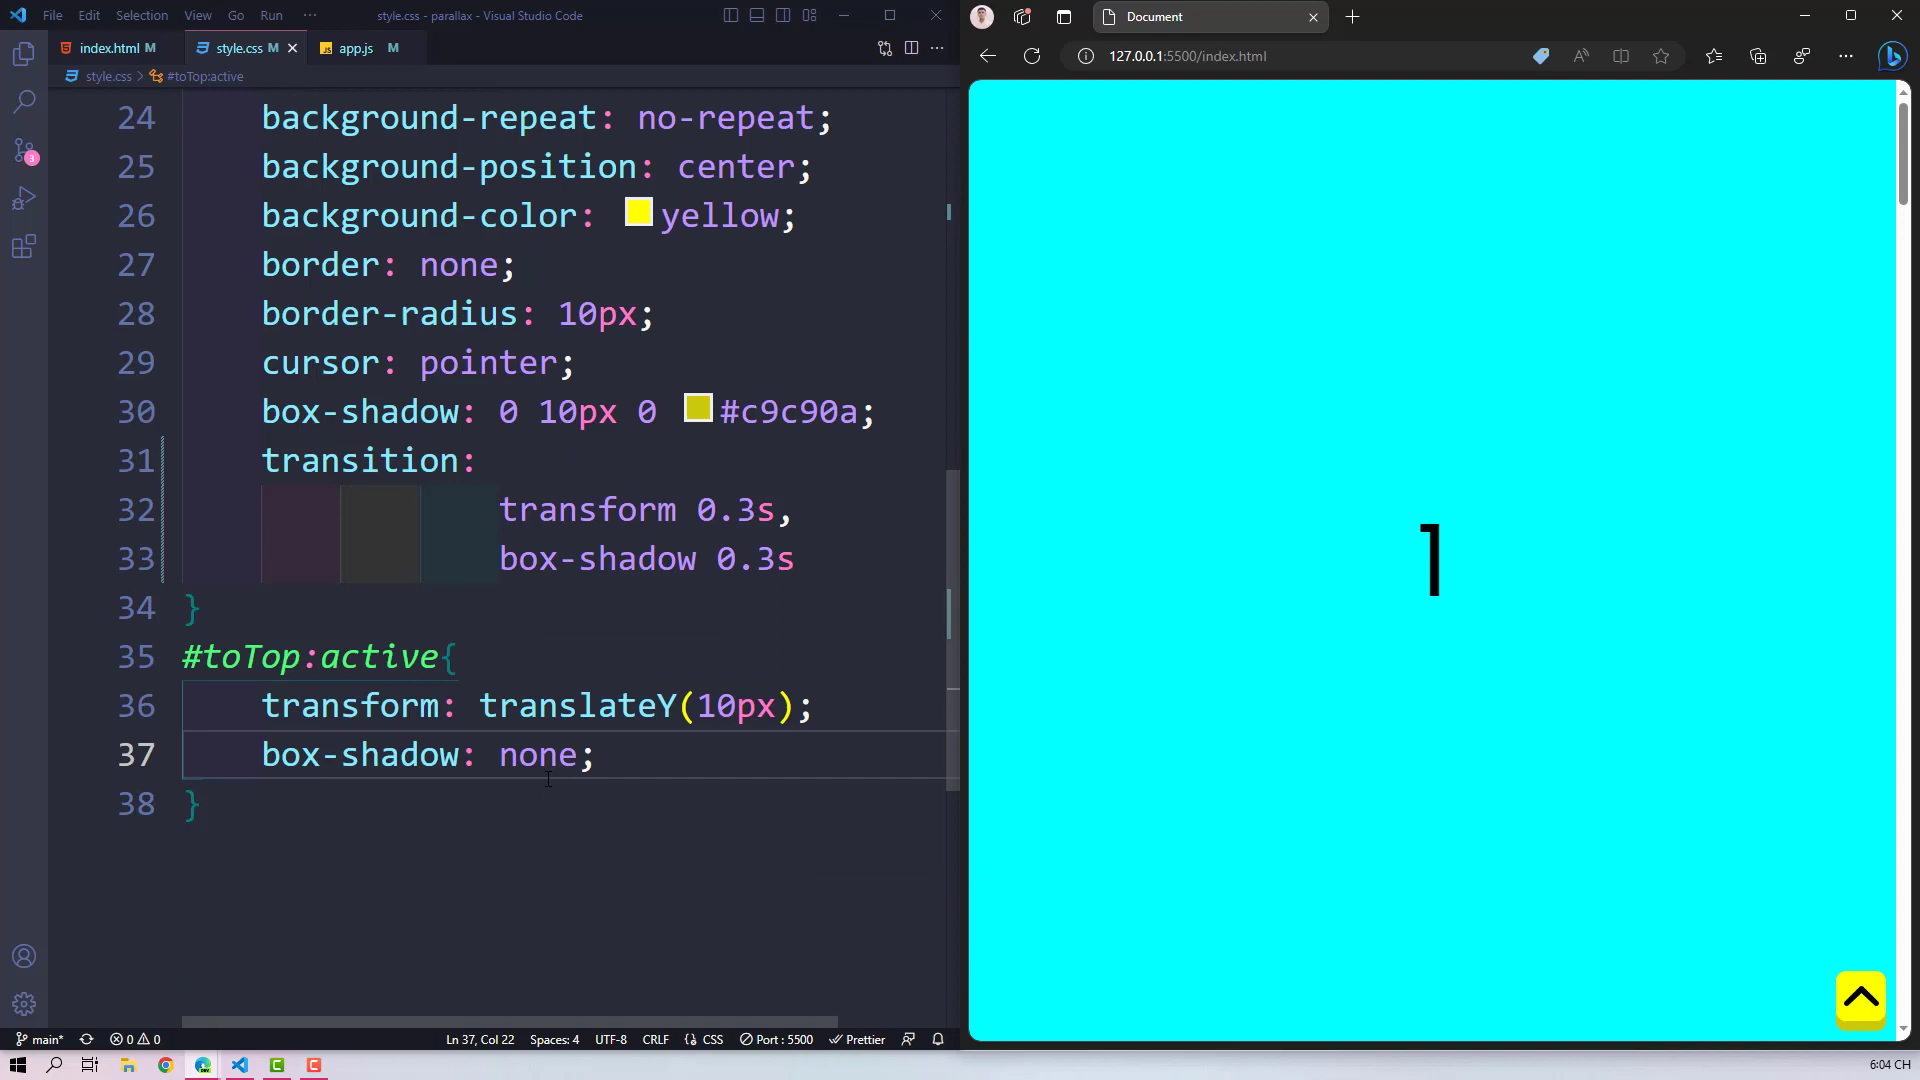 File Edit Selection View Go Run ··· style.css - parallax - Visual Studio Code
index.html M style.css M app.js M
style.css > #toTop:active
24 background-repeat: no-repeat;
25 background-position: center;
26 background-color: yellow;
27 border: none;
28 border-radius: 10px;
29 cursor: pointer;
30 box-shadow: 0 10px 0 #c9c90a;
31 transition:
32 transform 0.3s,
33 box-shadow 0.3s
34 }
35 #toTop:active{
36 transform: translateY(10px);
37 box-shadow: none;
38 }
3
main* 0 0 Ln 37, Col 22 Spaces: 4 UTF-8 CRLF {} CSS Port : 5500 Prettier
Document
127.0.0.1:5500/index.html
1
6:04 CH